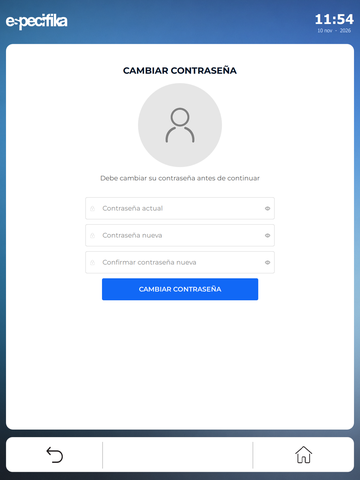 e-pecifika
11:54
10 nov - 2026
CAMBIAR CONTRASEÑA
Debe cambiar su contraseña antes de continuar
Contraseña actual
Contraseña nueva
Confirmar contraseña nueva
CAMBIAR CONTRASEÑA